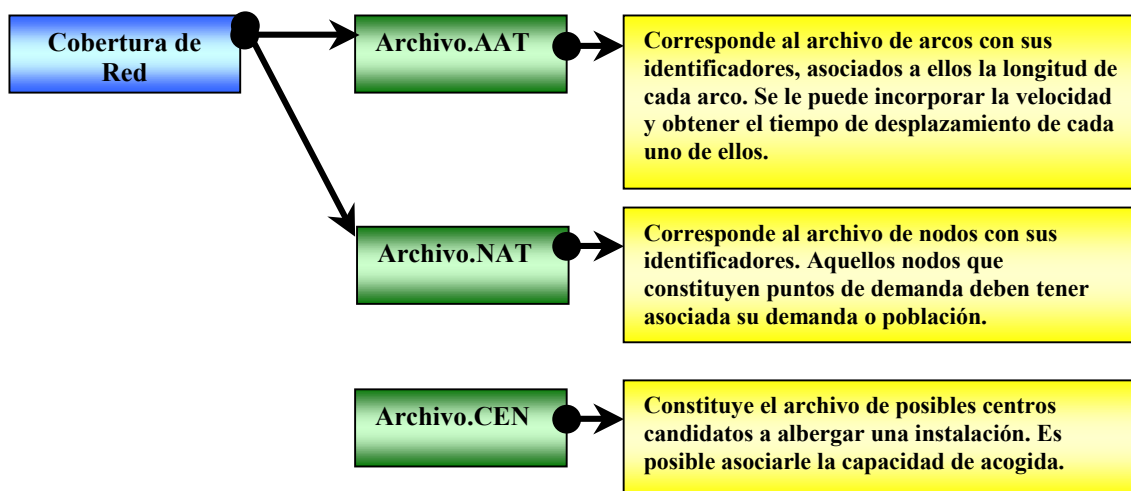 Cobertura de
Red
Archivo.AAT
Corresponde al archivo de arcos con sus
identificadores, asociados a ellos la longitud de
cada arco. Se le puede incorporar la velocidad
y obtener el tiempo de desplazamiento de cada
uno de ellos.
Archivo.NAT
Corresponde al archivo de nodos con sus
identificadores. Aquellos nodos que
constituyen puntos de demanda deben tener
asociada su demanda o población.
Archivo.CEN
Constituye el archivo de posibles centros
candidatos a albergar una instalación. Es
posible asociarle la capacidad de acogida.